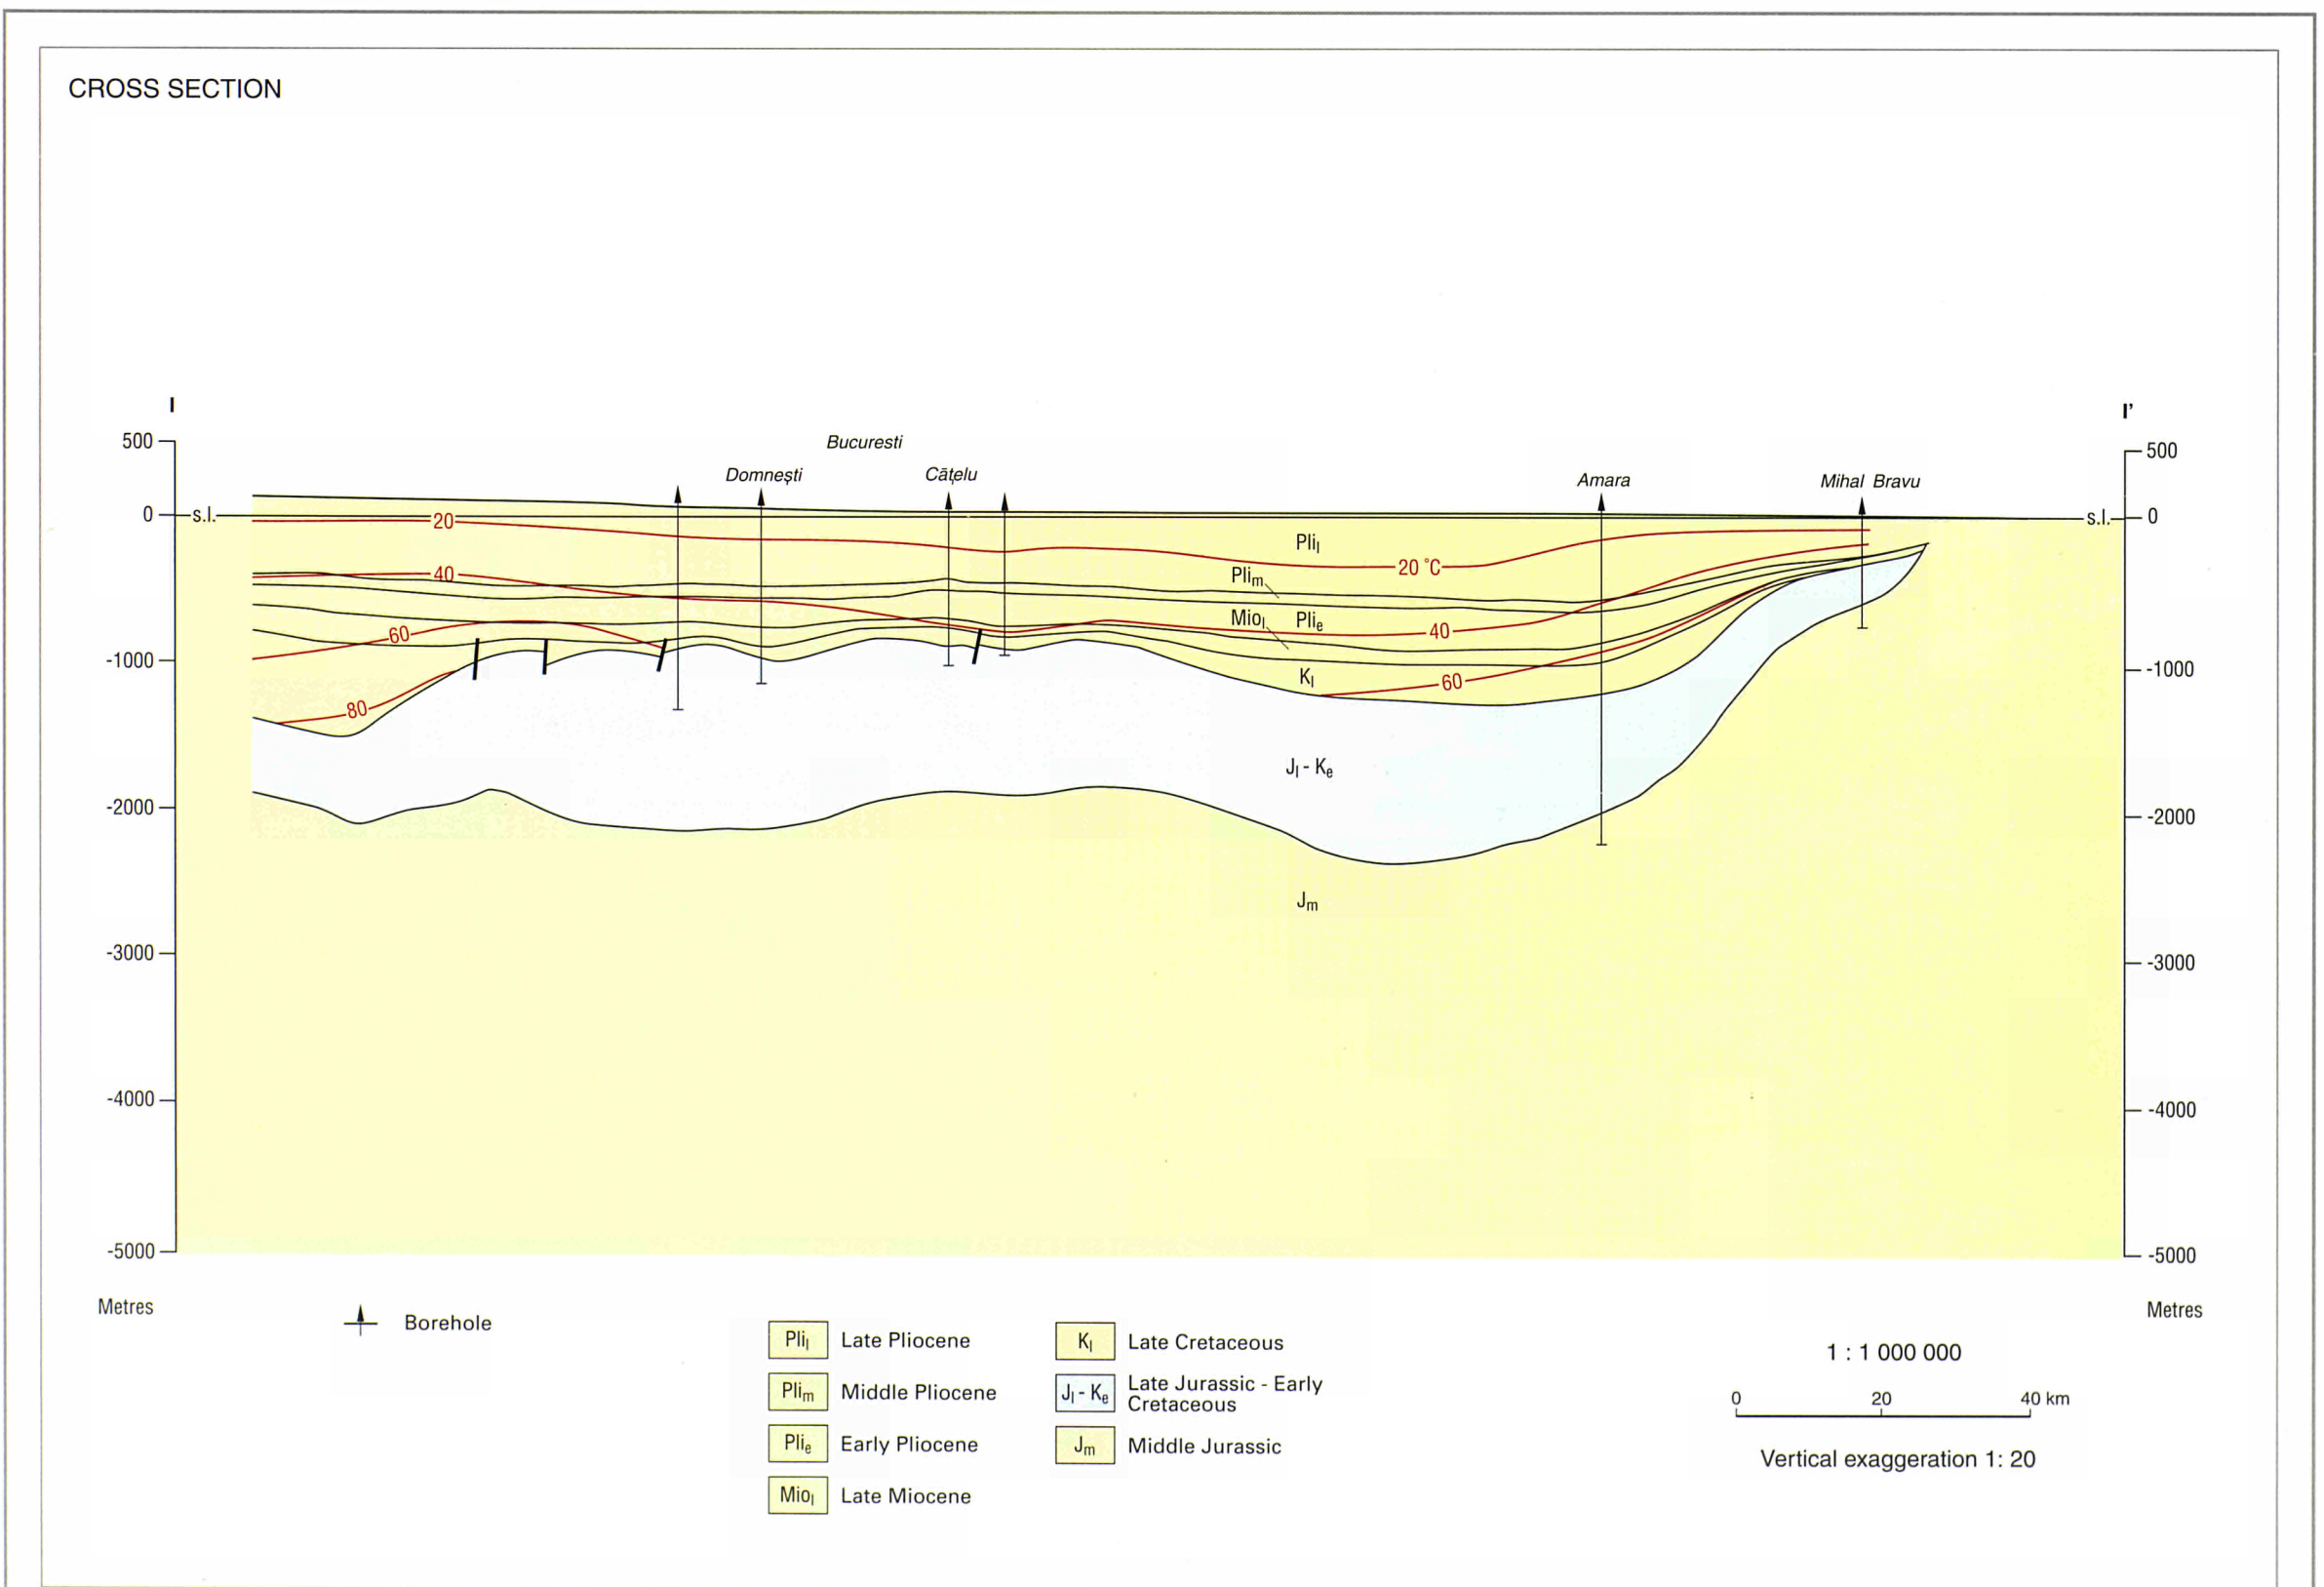 CROSS SECTION
I
I’
500
0
-1000
-2000
-3000
-4000
-5000
Metres
500
0
-1000
-2000
-3000
-4000
-5000
Metres
s.l.
s.l.
Bucuresti
Domnești
Cățelu
Amara
Mihal Bravu
20
40
60
80
20 °C
40
60
Pliₗ
Pliₘ
Mioₗ
Pliₑ
Kₗ
Jₗ - Kₑ
Jₘ
Borehole
Pliₗ Late Pliocene
Pliₘ Middle Pliocene
Pliₑ Early Pliocene
Mioₗ Late Miocene
Kₗ Late Cretaceous
Jₗ - Kₑ Late Jurassic - Early
Cretaceous
Jₘ Middle Jurassic
1 : 1 000 000
0 20 40 km
Vertical exaggeration 1: 20